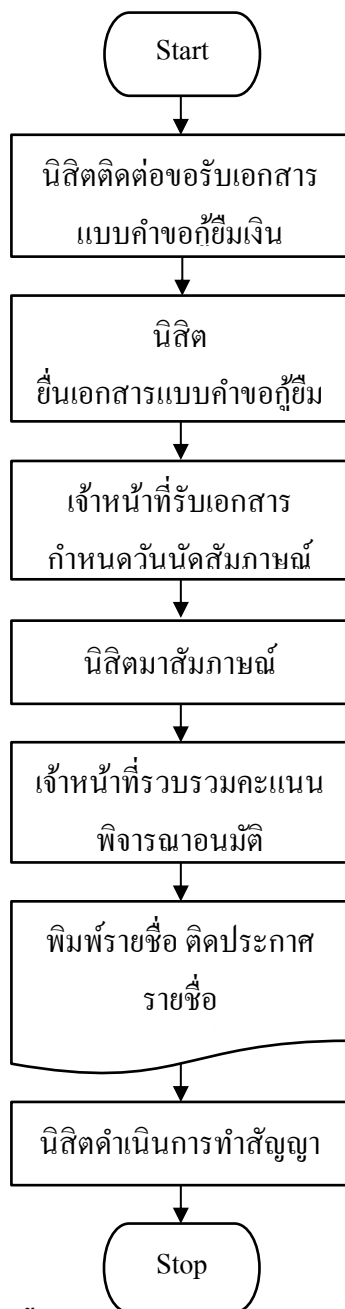 Start
นิสิตติดต่อขอรับเอกสาร
แบบคำขอกู้ยืมเงิน
นิสิต
ยื่นเอกสารแบบคำขอกู้ยืม
เจ้าหน้าที่รับเอกสาร
กำหนดวันนัดสัมภาษณ์
นิสิตมาสัมภาษณ์
เจ้าหน้าที่รวบรวมคะแนน
พิจารณาอนมัติ
พิมพ์รายชื่อ ติดประกาศ
รายชื่อ
นิสิตดำเนินการทำสัญญา
Stop